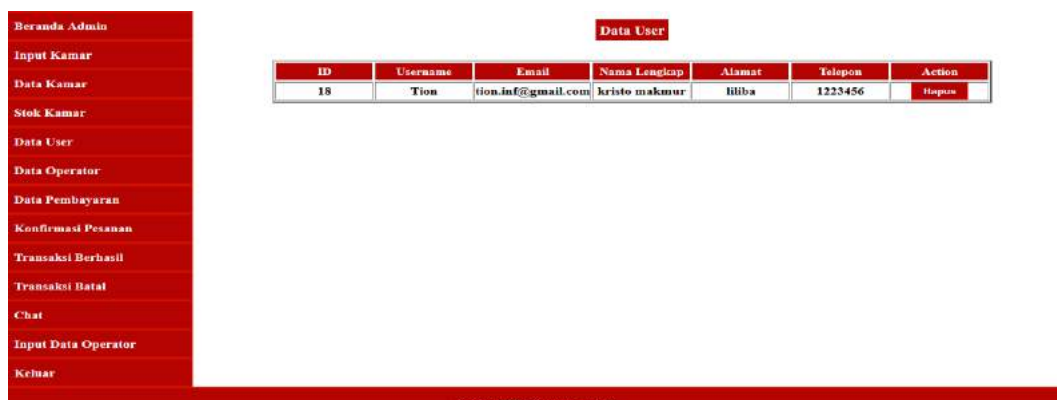 Beranda Admin
Input Kamar
Data Kamar
Stok Kamar
Data User
Data Operator
Data Pembayaran
Konfirmasi Pesanan
Transaksi Berhasil
Transaksi Batal
Chat
Input Data Operator
Keluar
Data User
ID Username Email Nama Lengkap Alamat Telepon Action
18 Tion tion.inf@gmail.com kristo makmur liliba 1223456 Hapus